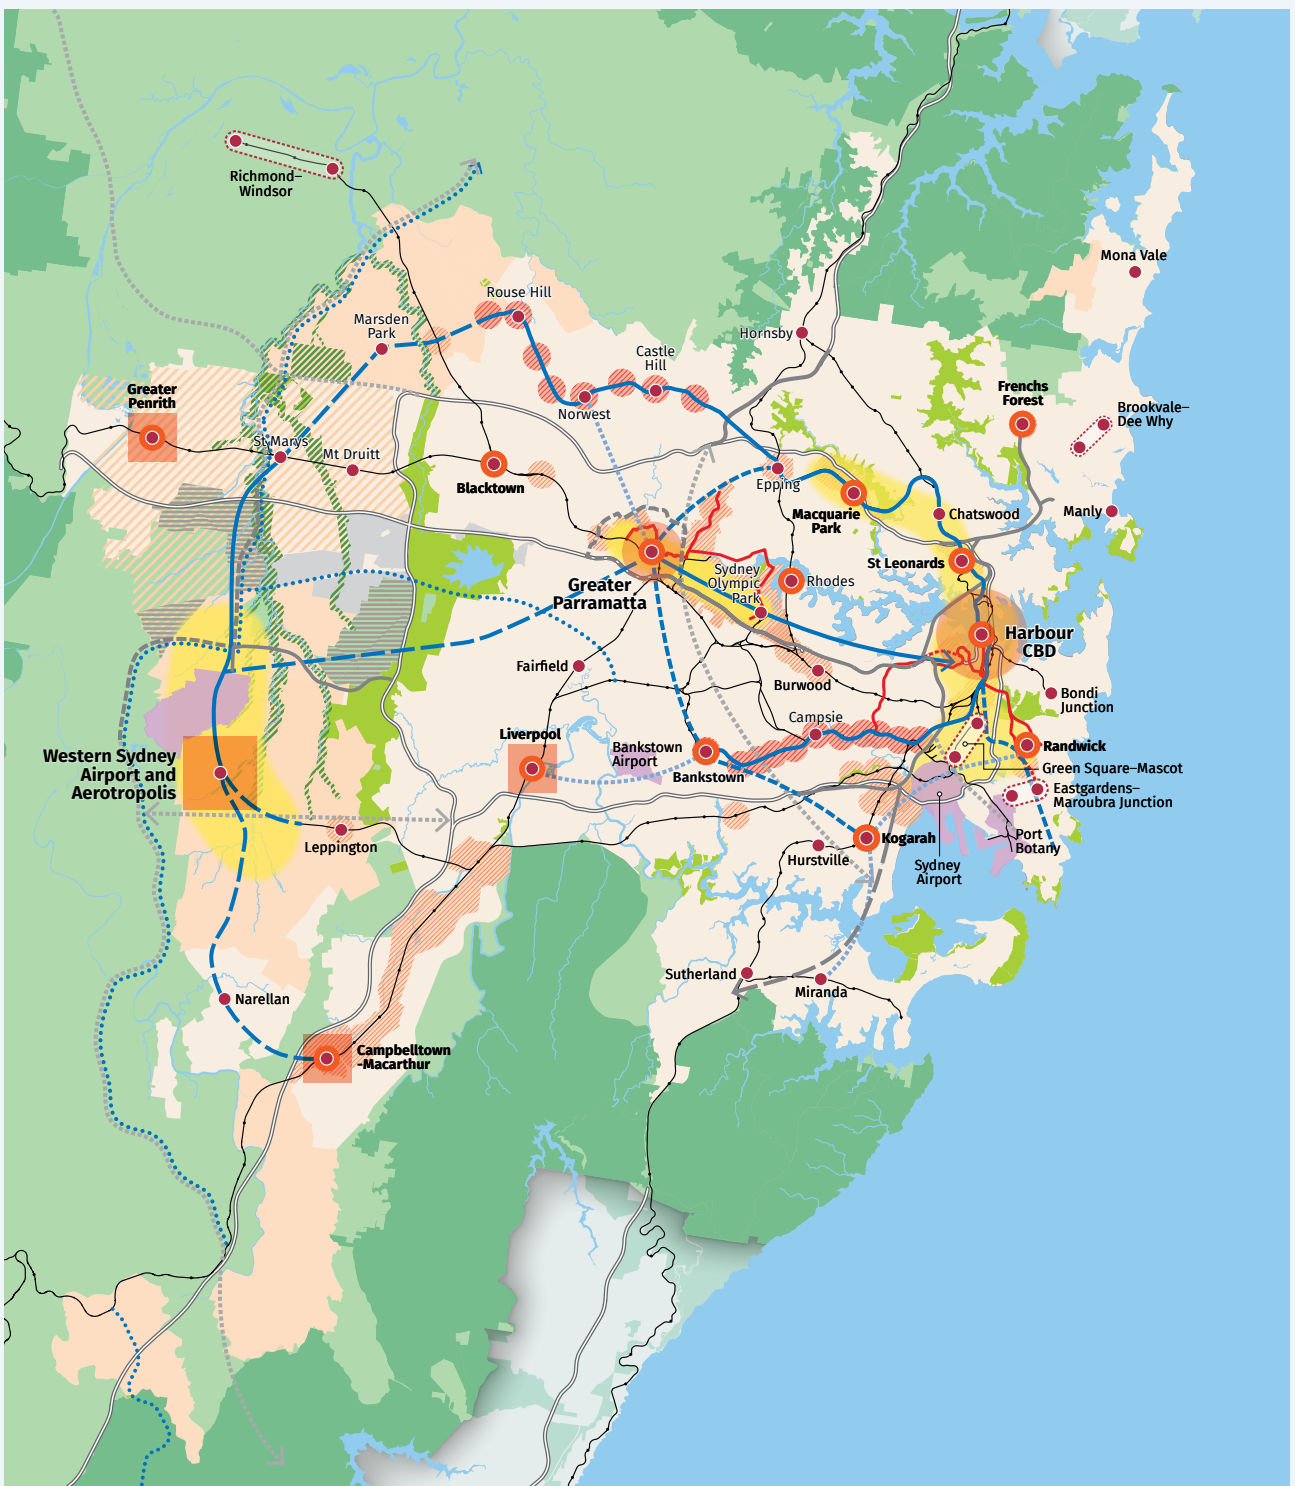 Richmond–
Windsor
Mona Vale
Rouse Hill
Marsden
Park
Hornsby
Castle
Hill
Greater
Penrith
Frenchs
Forest
Norwest
Brookvale–
Dee Why
St Marys
Mt Druitt
Blacktown
Epping
Macquarie
Park
Chatswood
Manly
St Leonards
Greater
Parramatta
Sydney
Olympic
Park
Rhodes
Harbour
CBD
Fairfield
Burwood
Bondi
Junction
Campsie
Liverpool
Bankstown
Airport
Bankstown
Randwick
Western Sydney
Airport and
Aerotropolis
Green Square–Mascot
Eastgardens–
Maroubra Junction
Leppington
Hurstville
Kogarah
Port
Botany
Sydney
Airport
Sutherland
Miranda
Narellan
Campbelltown
-Macarthur